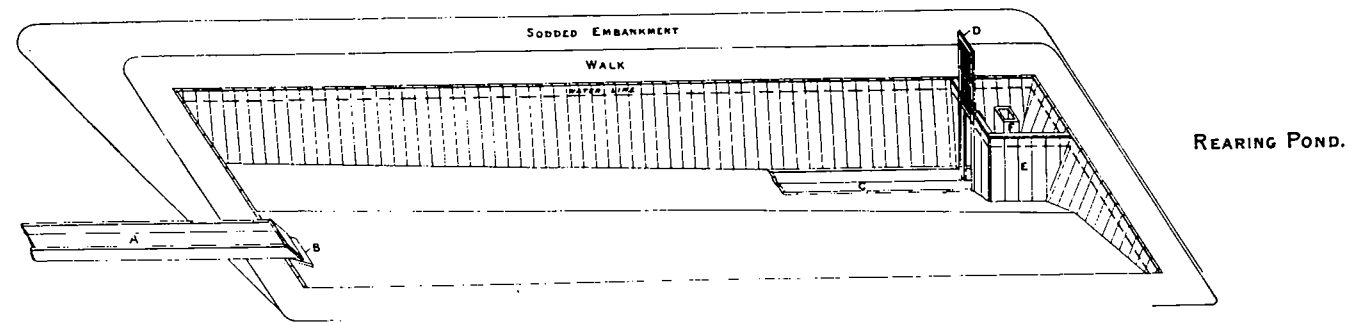 SODDED EMBANKMENT
D
WALK
WATER LINE
F
REARING POND.
E
C
A
B